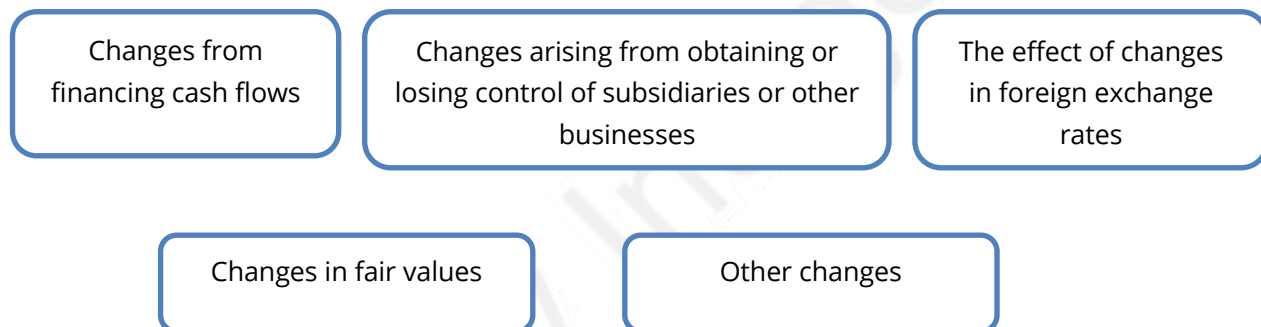 Changes from
financing cash flows
Changes arising from obtaining or
losing control of subsidiaries or other
businesses
The effect of changes
in foreign exchange
rates
Changes in fair values
Other changes